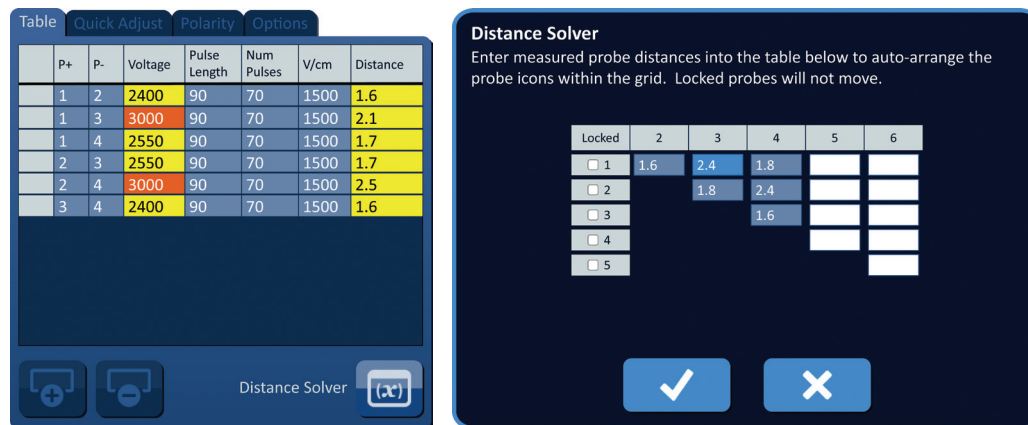 Table Quick Adjust Polarity Options
P+ P- Voltage Pulse Length Num Pulses V/cm Distance
1 2 2400 90 70 1500 1.6
1 3 3000 90 70 1500 2.1
1 4 2550 90 70 1500 1.7
2 3 2550 90 70 1500 1.7
2 4 3000 90 70 1500 2.5
3 4 2400 90 70 1500 1.6
Distance Solver (x)
Distance Solver
Enter measured probe distances into the table below to auto-arrange the
probe icons within the grid. Locked probes will not move.
Locked 2 3 4 5 6
1 1.6 2.4 1.8
2 1.8 2.4
3 1.6
4
5